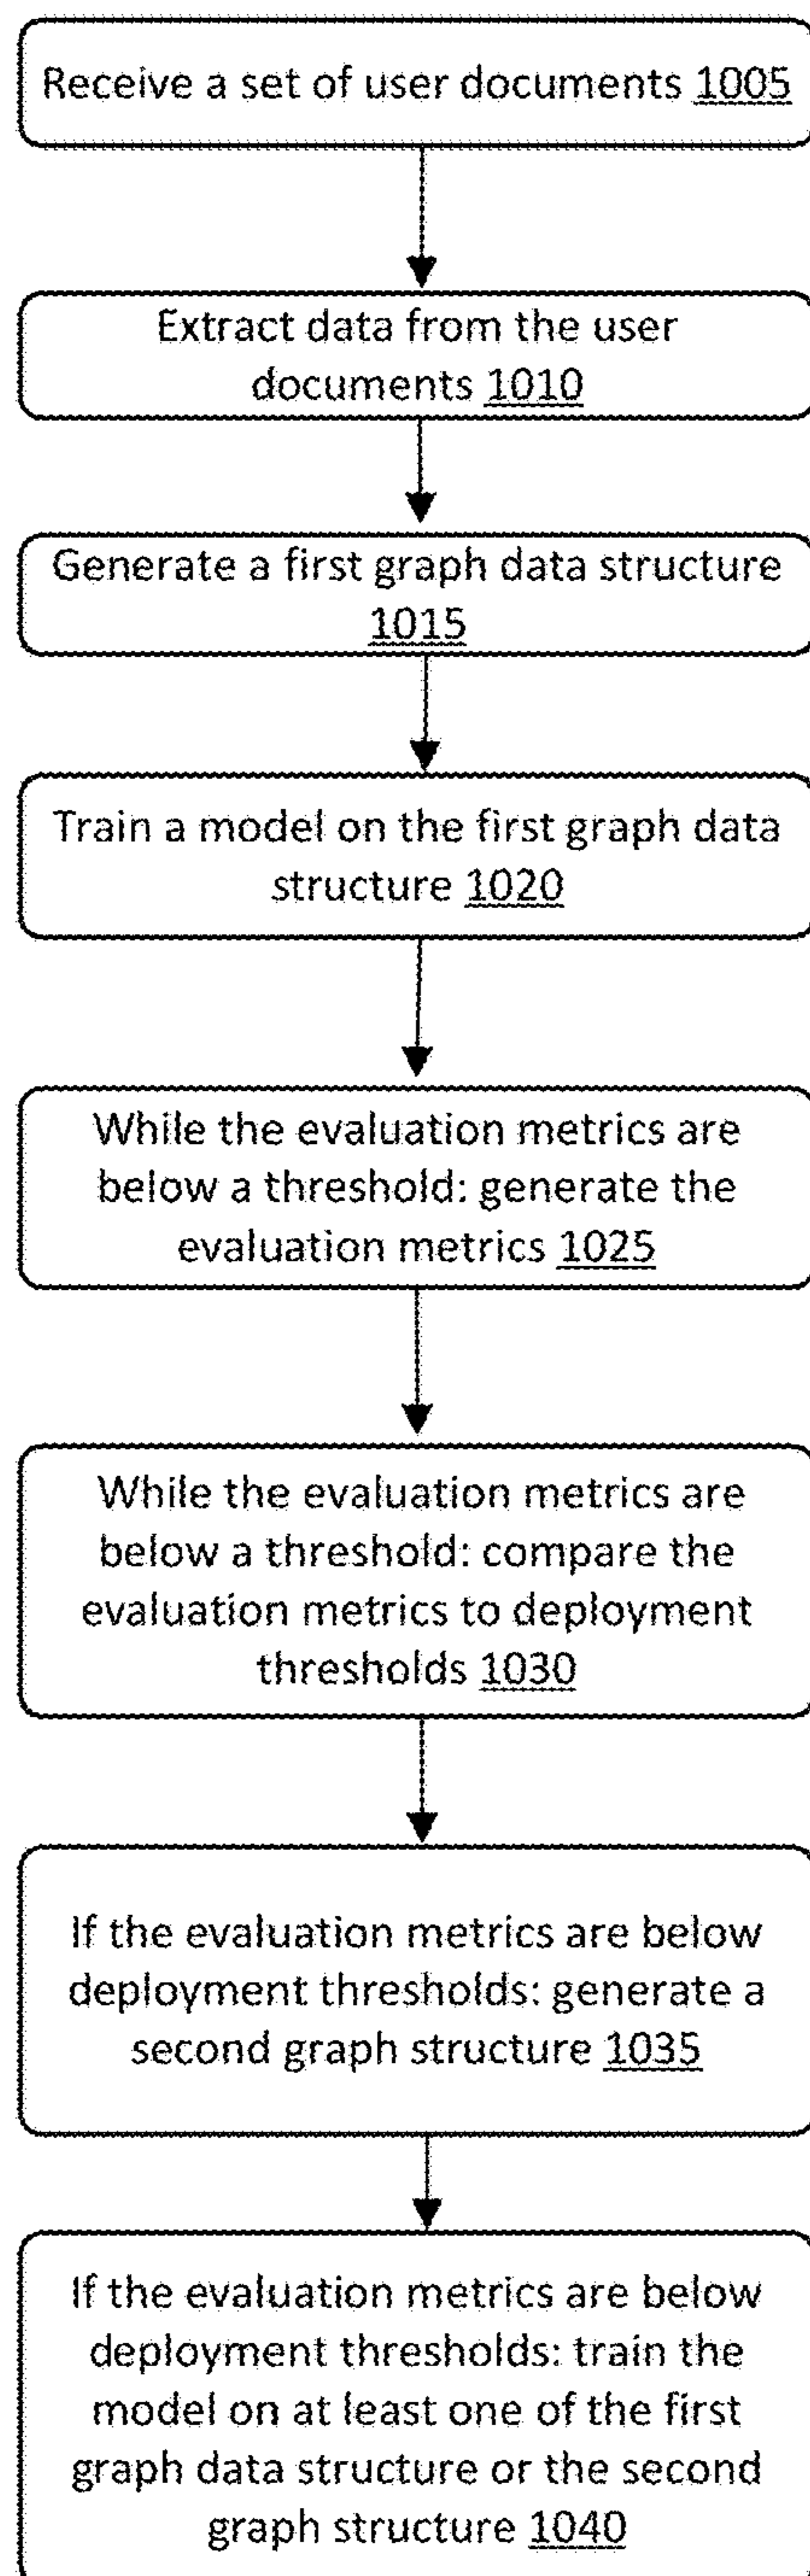 Receive a set of user documents 1005
Extract data from the user
documents 1010
Generate a first graph data structure
1015
Train a model on the first graph data
structure 1020
While the evaluation metrics are
below a threshold: generate the
evaluation metrics 1025
While the evaluation metrics are
below a threshold: compare the
evaluation metrics to deployment
thresholds 1030
If the evaluation metrics are below
deployment thresholds: generate a
second graph structure 1035
If the evaluation metrics are below
deployment thresholds: train the
model on at least one of the first
graph data structure or the second
graph structure 1040